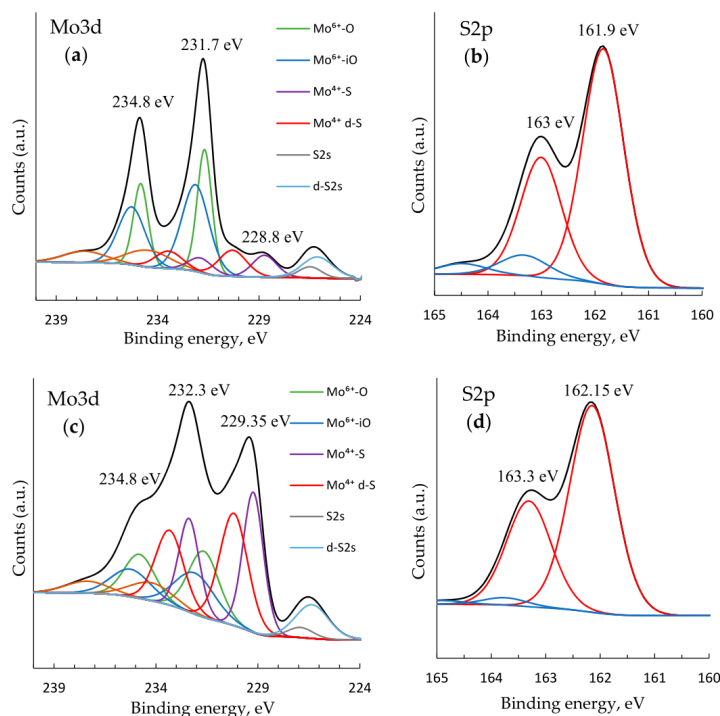 Mo3d
(a)
234.8 eV
231.7 eV
228.8 eV
Mo⁶⁺-O
Mo⁶⁺-iO
Mo⁴⁺-S
Mo⁴⁺ d-S
S2s
d-S2s
Counts (a.u.)
239 234 229 224
Binding energy, eV
S2p
(b)
161.9 eV
163 eV
Counts (a.u.)
165 164 163 162 161 160
Binding energy, eV
Mo3d
(c)
232.3 eV
229.35 eV
234.8 eV
Mo⁶⁺-O
Mo⁶⁺-iO
Mo⁴⁺-S
Mo⁴⁺ d-S
S2s
d-S2s
Counts (a.u.)
239 234 229 224
Binding energy, eV
S2p
(d)
162.15 eV
163.3 eV
Counts (a.u.)
165 164 163 162 161 160
Binding energy, eV